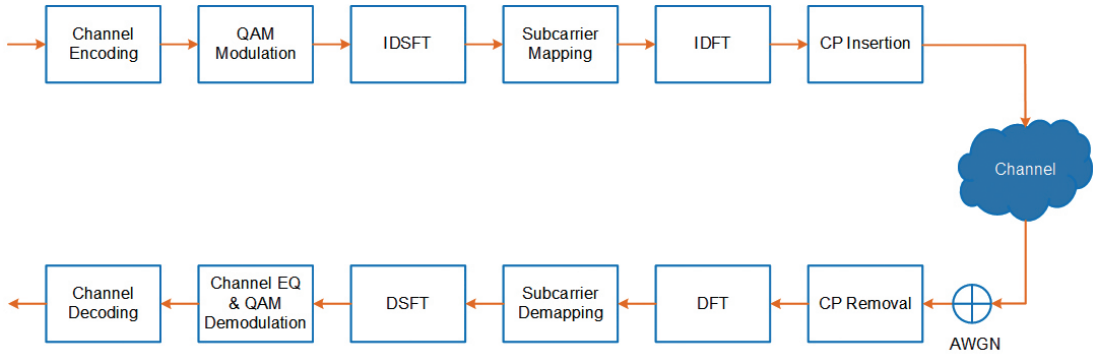 Channel
Encoding
QAM
Modulation
IDSFT
Subcarrier
Mapping
IDFT
CP Insertion
Channel
Channel
Decoding
Channel EQ
& QAM
Demodulation
DSFT
Subcarrier
Demapping
DFT
CP Removal
AWGN